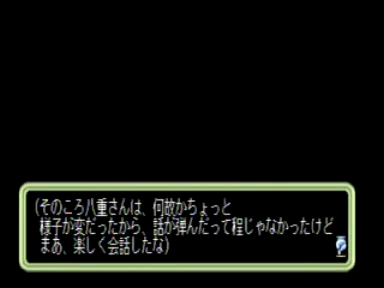 (そのころ八重さんは、何故かちょっと
様子が変だったから、話が弾んだって程じゃなかったけど
まあ、楽しく会話したな)